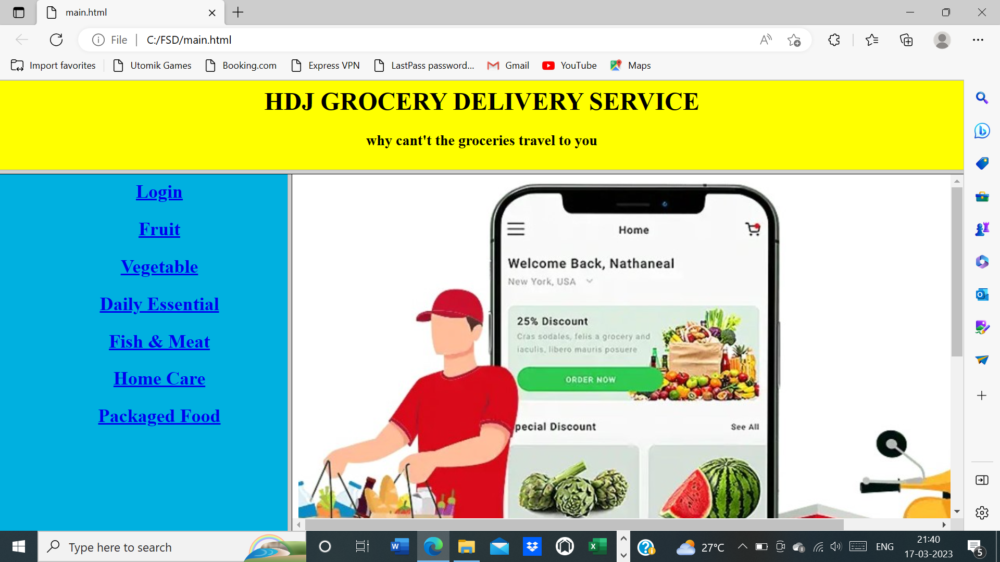 main.html
File
C:/FSD/main.html
Import favorites
Utomik Games
Booking.com
Express VPN
LastPass password...
Gmail
YouTube
Maps
HDJ GROCERY DELIVERY SERVICE
why cant't the groceries travel to you
Login
Fruit
Vegetable
Daily Essential
Fish & Meat
Home Care
Packaged Food
Home
Welcome Back, Nathaneal
New York, USA
25% Discount
Cras sodales, felis a grocery and
iaculis, libero mauris posuere
ORDER NOW
pecial Discount
See All
Type here to search
27°C
ENG
21:40
17-03-2023
5